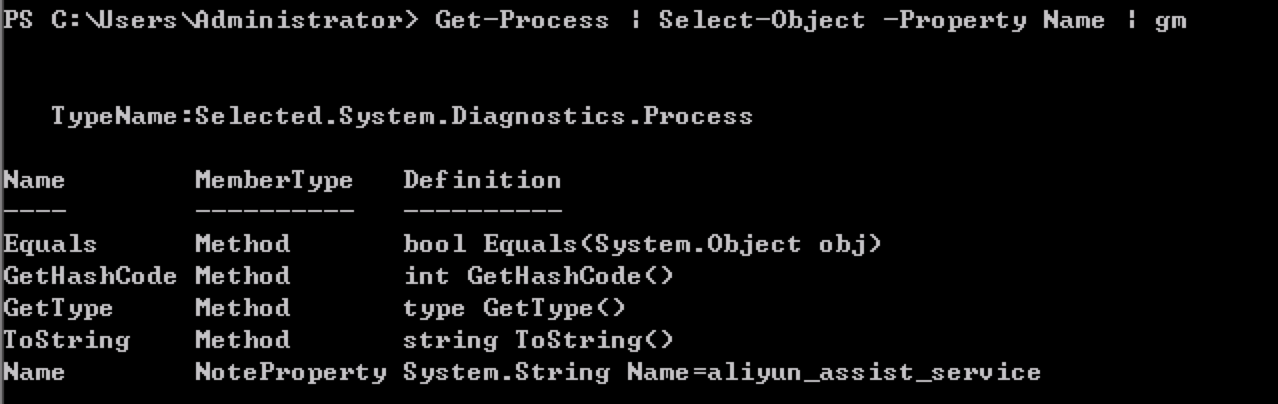 PS C:\Users\Administrator> Get-Process | Select-Object -Property Name | gm
TypeName:Selected.System.Diagnostics.Process
Name MemberType Definition
---- ---------- ----------
Equals Method bool Equals(System.Object obj)
GetHashCode Method int GetHashCode()
GetType Method type GetType()
ToString Method string ToString()
Name NoteProperty System.String Name=aliyun_assist_service